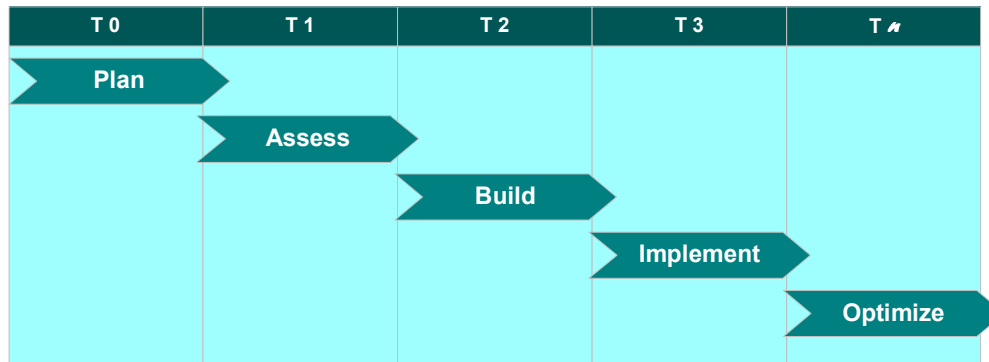 T 0 T 1 T 2 T 3 T n
Plan
Assess
Build
Implement
Optimize